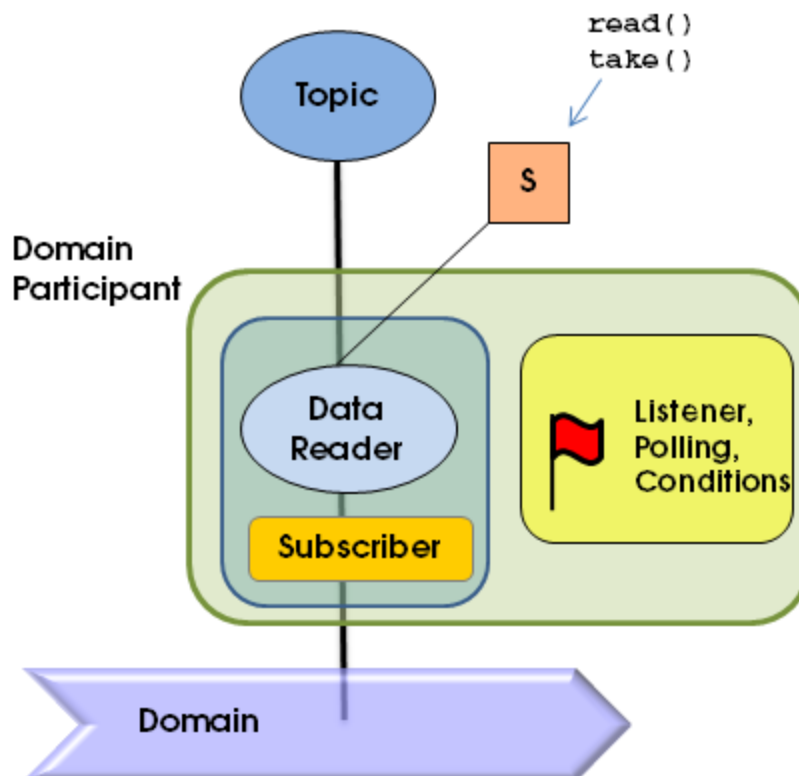 read()
take()
Topic
S
Domain
Participant
Data
Reader
Listener,
Polling,
Conditions
Subscriber
Domain